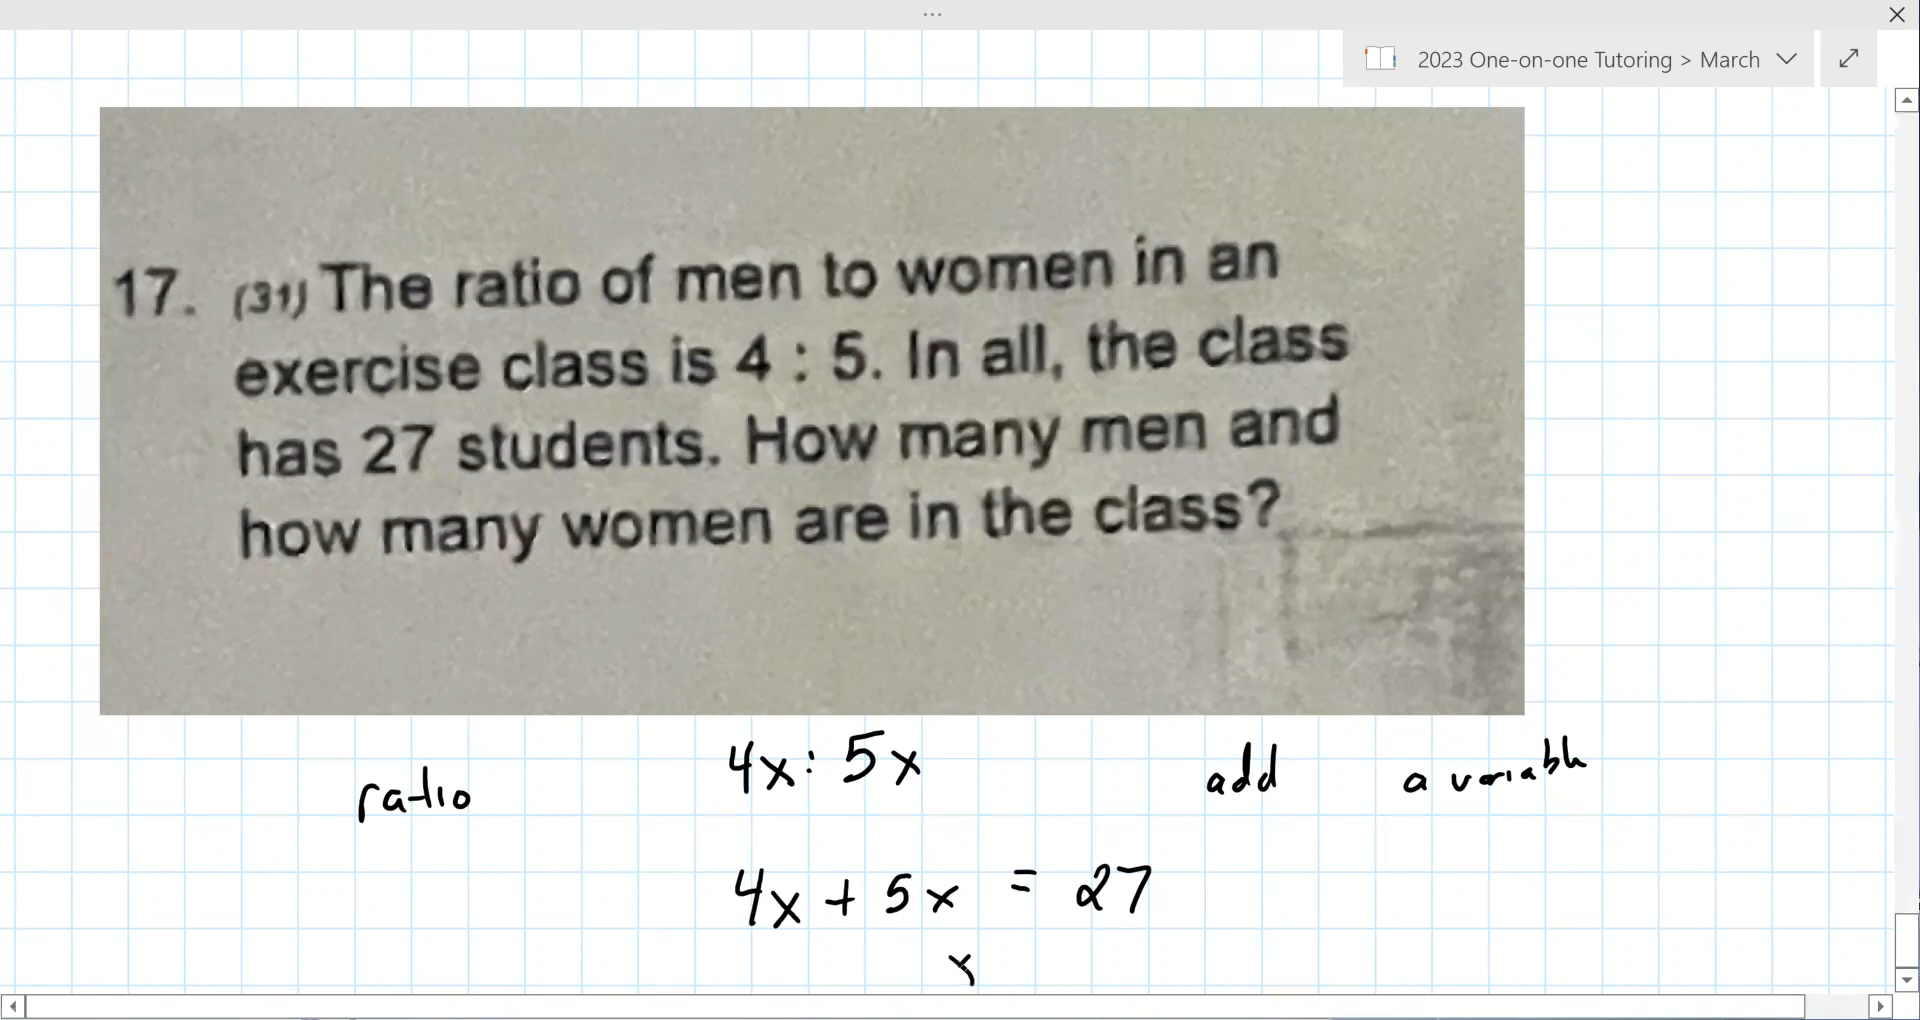 ...
2023 One-on-one Tutoring > March
17. (31) The ratio of men to women in an
exercise class is 4 : 5. In all, the class
has 27 students. How many men and
how many women are in the class?
ratio 4x : 5x add a variable
4x + 5x = 27
x